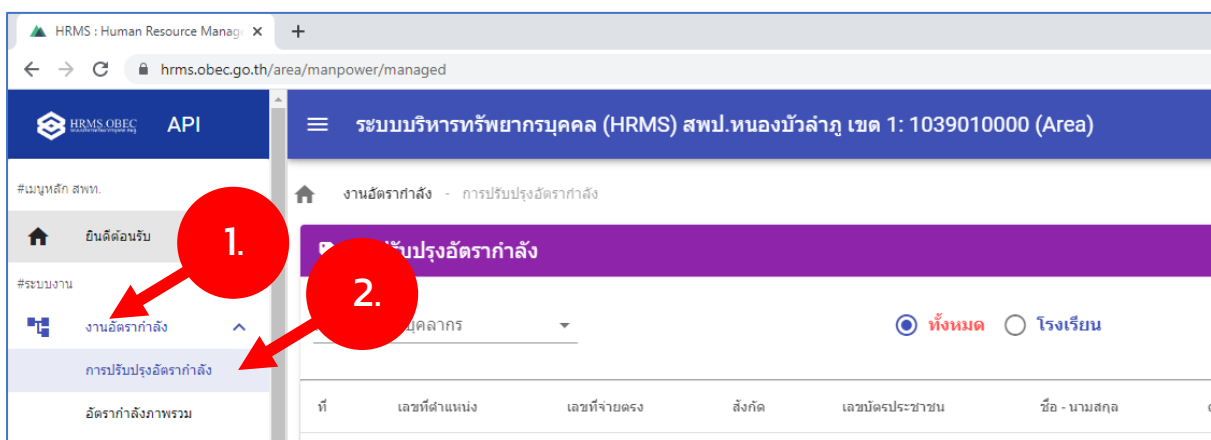 HRMS : Human Resource Manag
hrms.obec.go.th/area/manpower/managed
HRMS OBEC API
ระบบบริหารทรัพยากรบุคคล (HRMS) สพป.หนองบัวลำภู เขต 1: 1039010000 (Area)
#เมนูหลัก สพท.
งานอัตรากำลัง - การปรับปรุงอัตรากำลัง
ยินดีต้อนรับ
1.
ปรับปรุงอัตรากำลัง
#ระบบงาน
2.
งานอัตรากำลัง
บุคลากร
ทั้งหมด โรงเรียน
การปรับปรุงอัตรากำลัง
อัตรากำลังภาพรวม
ที่ เลขที่ตำแหน่ง เลขที่จ่ายตรง สังกัด เลขบัตรประชาชน ชื่อ - นามสกุล